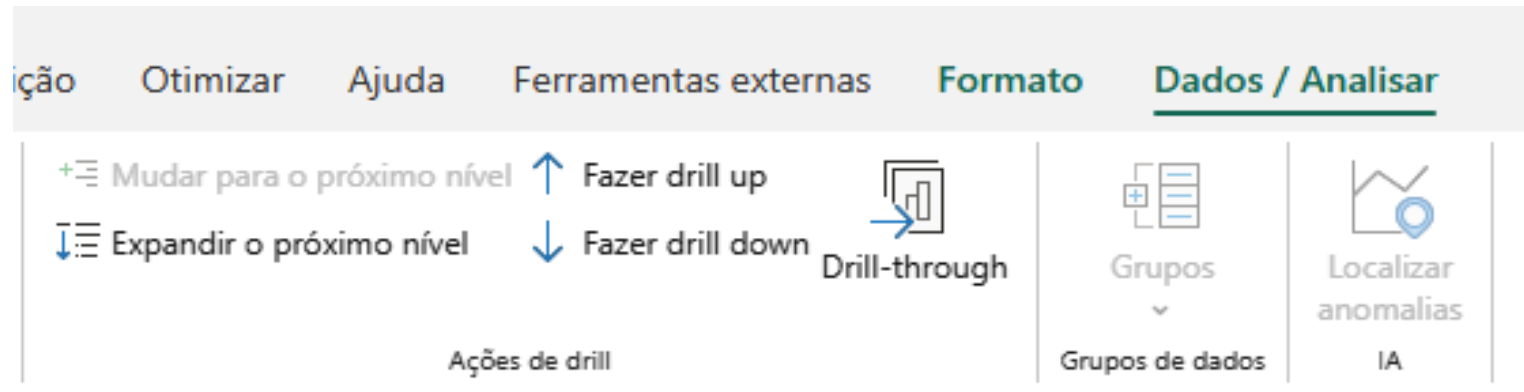 ição Otimizar Ajuda Ferramentas externas Formato Dados / Analisar
Mudar para o próximo nível
Expandir o próximo nível
Fazer drill up
Fazer drill down
Drill-through
Ações de drill
Grupos
Grupos de dados
Localizar
anomalias
IA